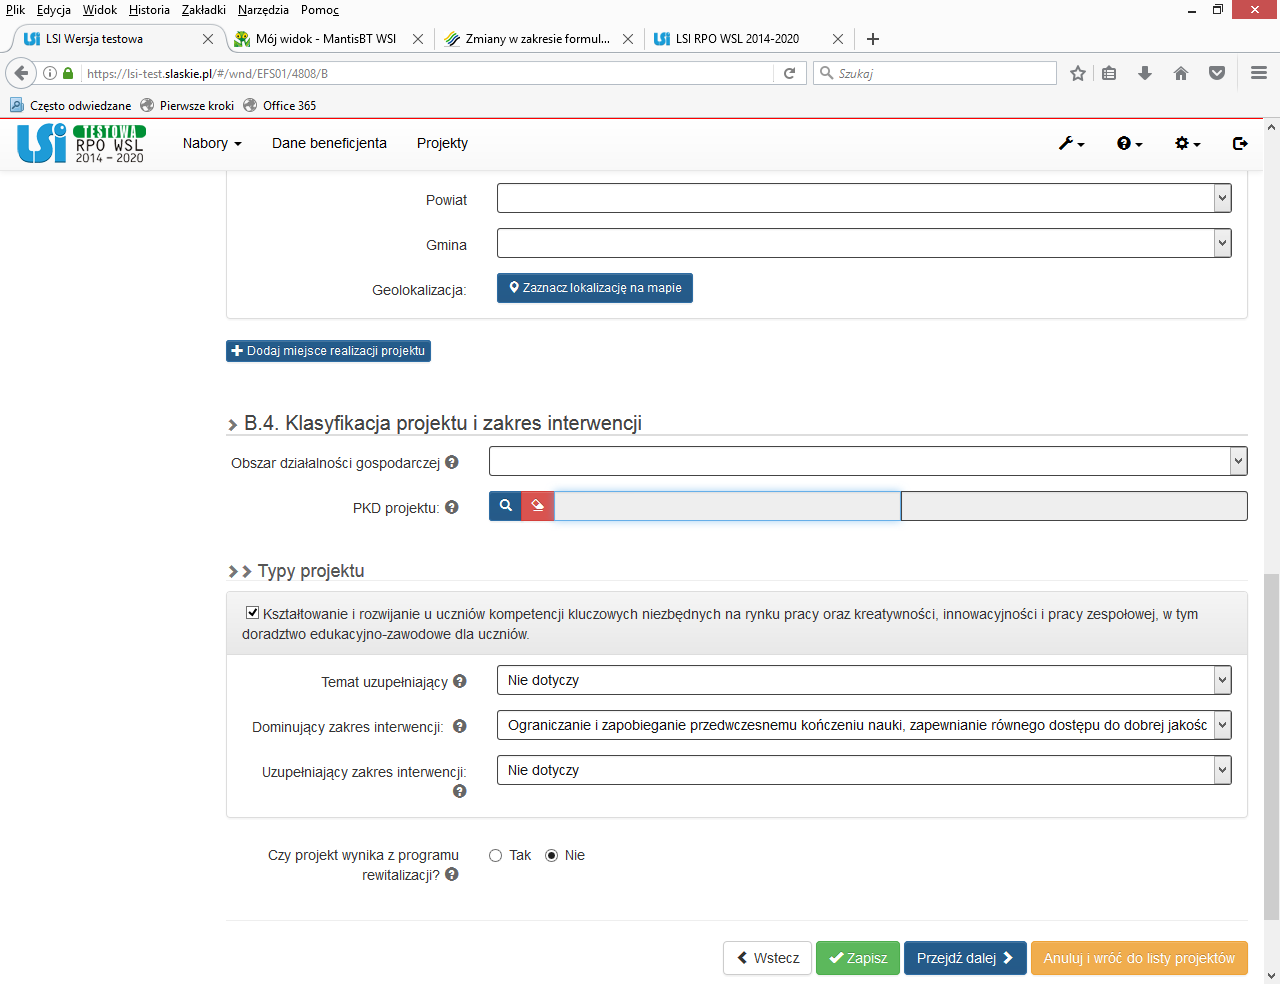 Plik Edycja Widok Historia Zakładki Narzędzia Pomoc
LSI Wersja testowa
Mój widok - MantisBT WSI
Zmiany w zakresie formul...
LSI RPO WSL 2014-2020
https://lsi-test.slaskie.pl/#/wnd/EFS01/4808/B
Szukaj
Często odwiedzane
Pierwsze kroki
Office 365
LSI TESTOWA
RPO WSL
2014 – 2020
Nabory
Dane beneficjenta
Projekty
Powiat
Gmina
Geolokalizacja:
Zaznacz lokalizację na mapie
Dodaj miejsce realizacji projektu
B.4. Klasyfikacja projektu i zakres interwencji
Obszar działalności gospodarczej
PKD projektu:
Typy projektu
Kształtowanie i rozwijanie u uczniów kompetencji kluczowych niezbędnych na rynku pracy oraz kreatywności, innowacyjności i pracy zespołowej, w tym
doradztwo edukacyjno-zawodowe dla uczniów.
Temat uzupełniający
Nie dotyczy
Dominujący zakres interwencji:
Ograniczanie i zapobieganie przedwczesnemu kończeniu nauki, zapewnianie równego dostępu do dobrej jakośc
Uzupełniający zakres interwencji:
Nie dotyczy
Czy projekt wynika z programu
rewitalizacji?
Tak
Nie
Wstecz
Zapisz
Przejdź dalej
Anuluj i wróć do listy projektów